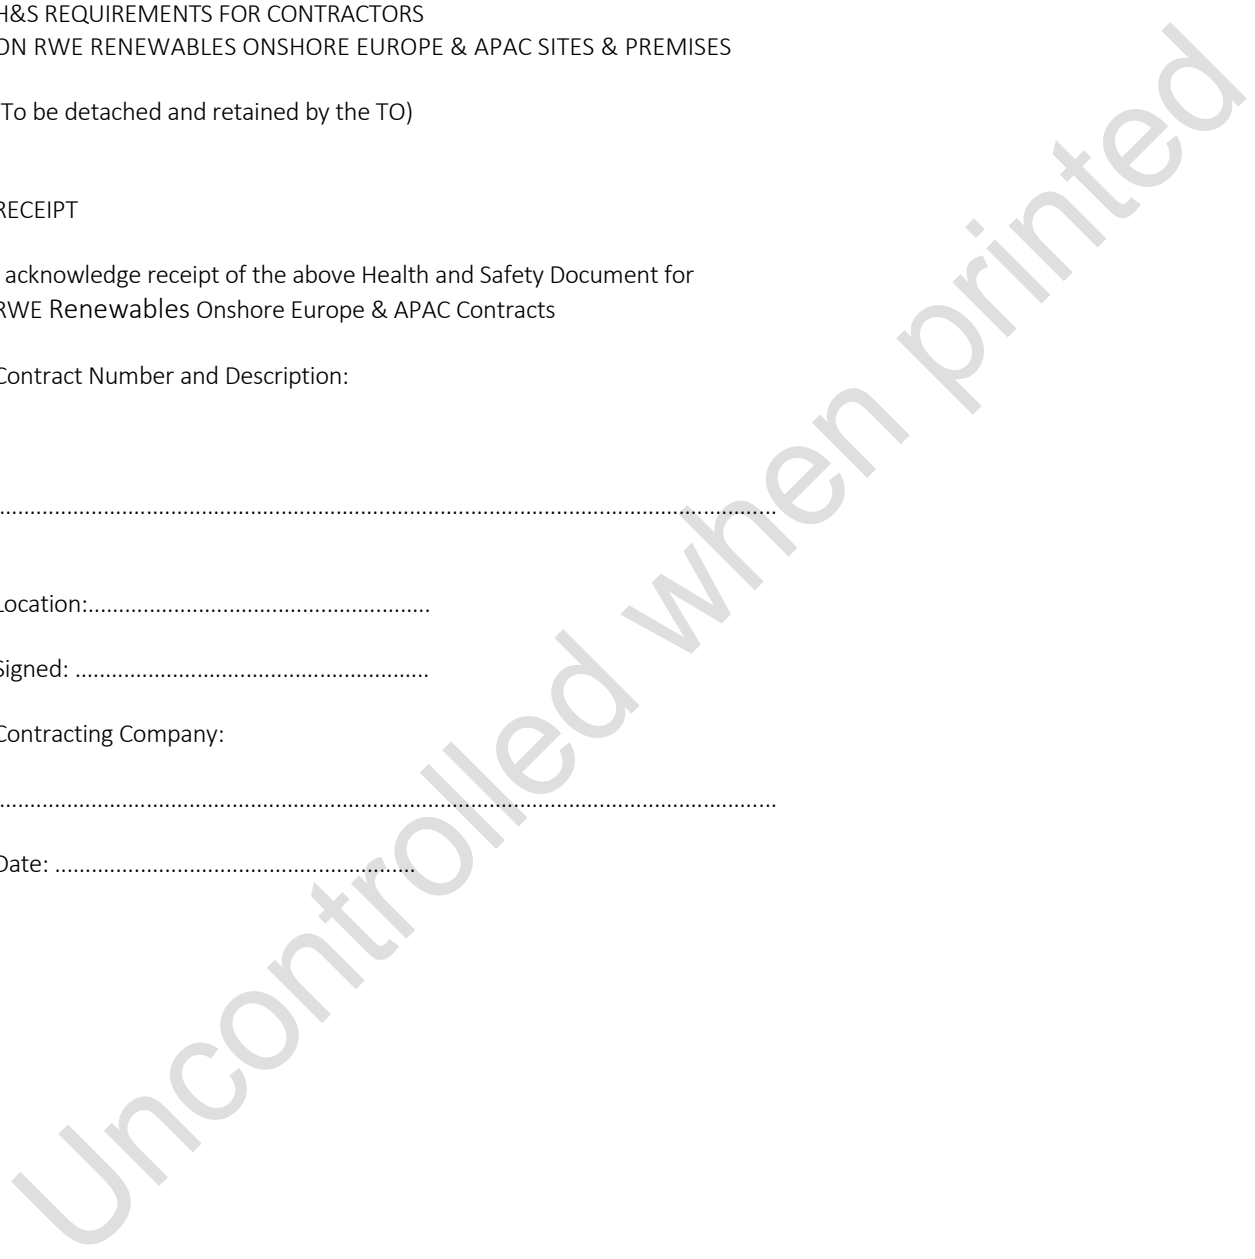 H&S REQUIREMENTS FOR CONTRACTORS
ON RWE RENEWABLES ONSHORE EUROPE & APAC SITES & PREMISES
(To be detached and retained by the TO)
RECEIPT
I acknowledge receipt of the above Health and Safety Document for
RWE Renewables Onshore Europe & APAC Contracts
Contract Number and Description:
................................................................................................................................
Location:........................................................
Signed: ..........................................................
Contracting Company:
................................................................................................................................
Date: ...........................................................
Uncontrolled when printed